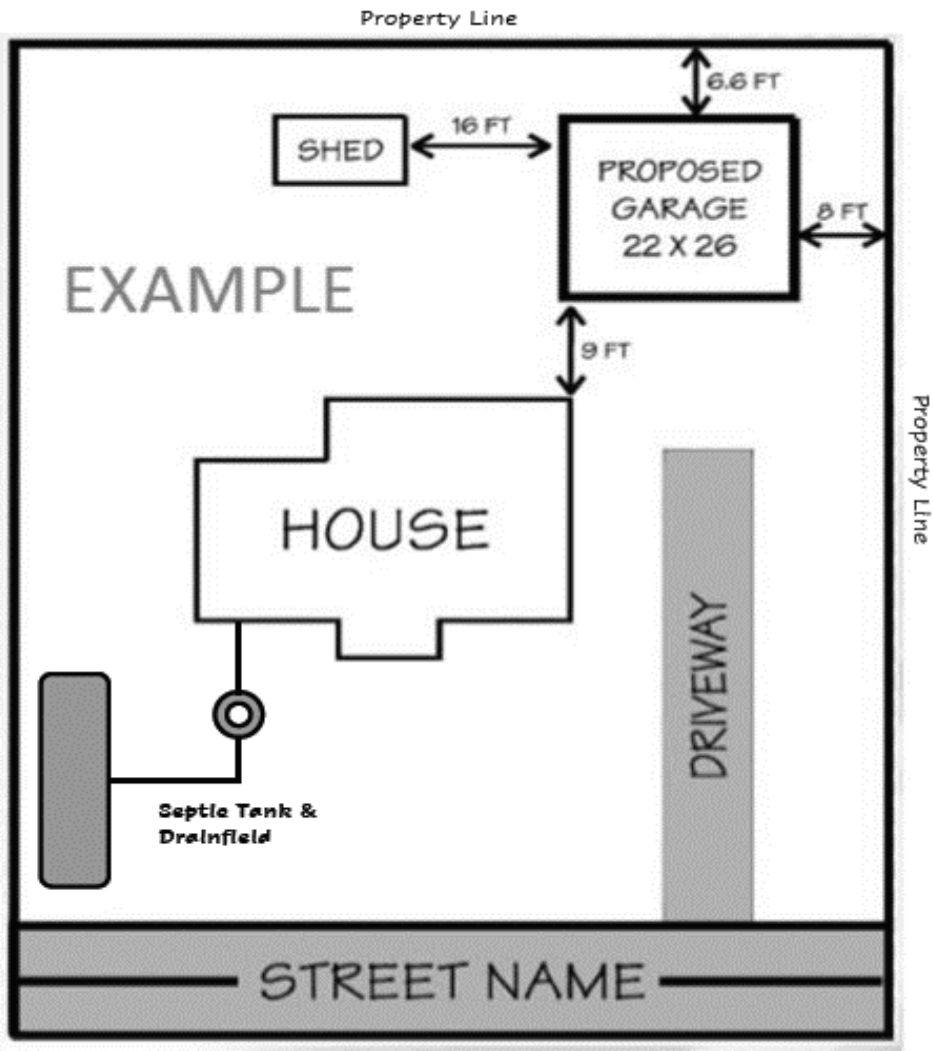 Property Line
6.6 FT
16 FT
SHED
PROPOSED
GARAGE
22 X 26
8 FT
EXAMPLE
9 FT
Property Line
HOUSE
DRIVEWAY
Septic Tank &
Drainfield
STREET NAME